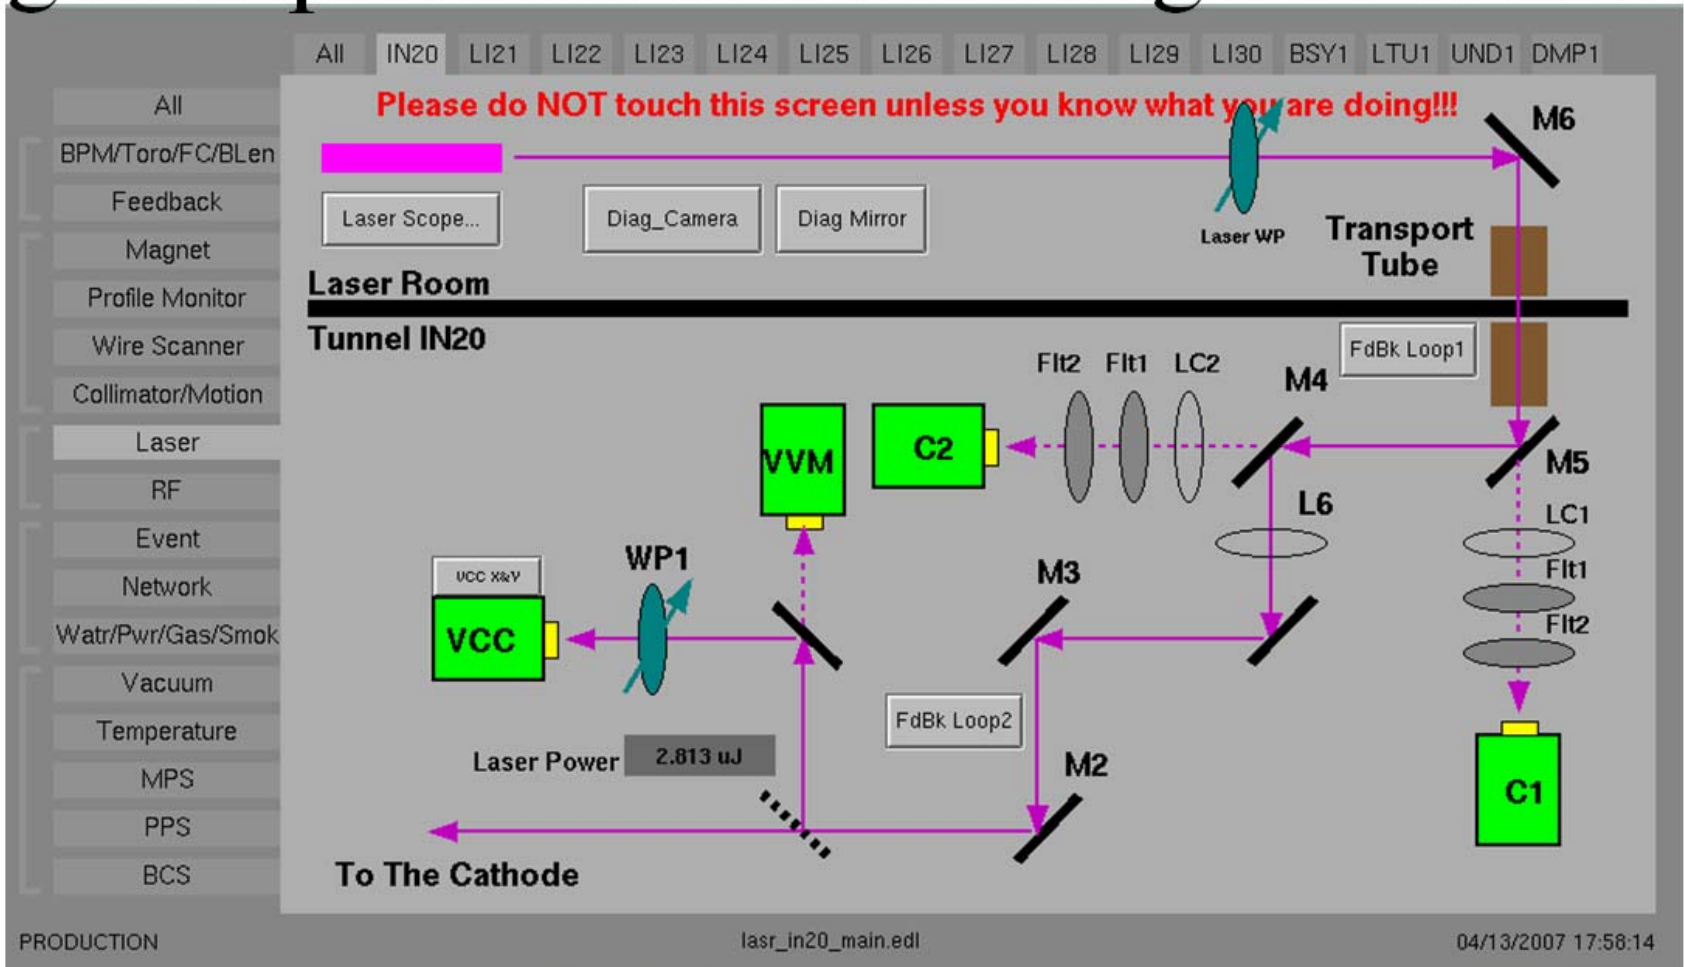 All IN20 LI21 LI22 LI23 LI24 LI25 LI26 LI27 LI28 LI29 LI30 BSY1 LTU1 UND1 DMP1
All
BPM/Toro/FC/BLen
Feedback
Magnet
Profile Monitor
Wire Scanner
Collimator/Motion
Laser
RF
Event
Network
Watr/Pwr/Gas/Smok
Vacuum
Temperature
MPS
PPS
BCS
Please do NOT touch this screen unless you know what you are doing!!!
M6
Laser Scope...
Diag_Camera
Diag Mirror
Laser WP
Transport
Tube
Laser Room
Tunnel IN20
FdBk Loop1
Flt2 Flt1 LC2
M4
VVM
C2
M5
L6
LC1
Flt1
Flt2
WP1
M3
VCC X&Y
VCC
FdBk Loop2
Laser Power 2.813 uJ
M2
C1
To The Cathode
PRODUCTION
lasr_in20_main.edl
04/13/2007 17:58:14